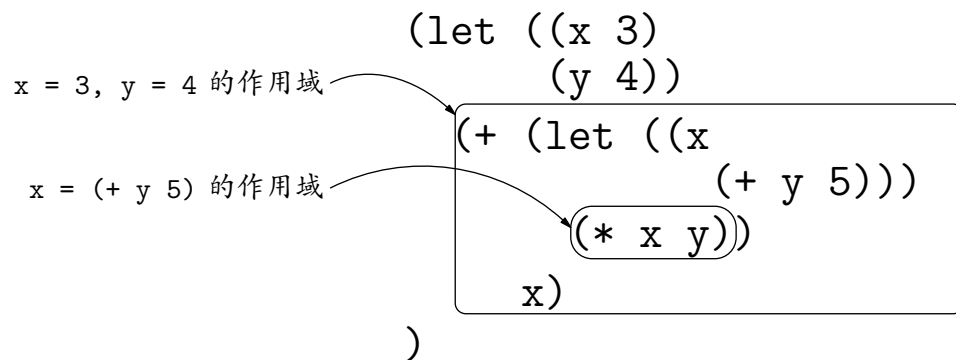 (let ((x 3)
(y 4))
x = 3, y = 4 的作用域
(+ (let ((x
(+ y 5)))
x = (+ y 5) 的作用域
(* x y))
x)
)